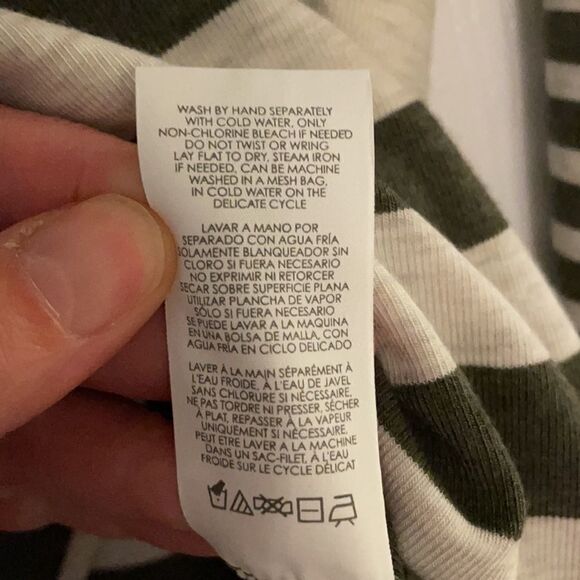 WASH BY HAND SEPARATELY
WITH COLD WATER, ONLY
NON-CHLORINE BLEACH IF NEEDED
DO NOT TWIST OR WRING
LAY FLAT TO DRY, STEAM IRON
IF NEEDED, CAN BE MACHINE
WASHED IN A MESH BAG,
IN COLD WATER ON THE
DELICATE CYCLE
LAVAR A MANO POR
SEPARADO CON AGUA FRÍA
SOLAMENTE BLANQUEADOR SIN
CLORO SI FUERA NECESARIO
NO EXPRIMIR NI RETORCER
SECAR SOBRE SUPERFICIE PLANA
UTILIZAR PLANCHA DE VAPOR
SÓLO SI FUERA NECESARIO
SE PUEDE LAVAR A LA MAQUINA
EN UNA BOLSA DE MALLA, CON
AGUA FRÍA EN CICLO DELICADO
LAVER À LA MAIN SÉPARÉMENT À
L'EAU FROIDE, À L'EAU DE JAVEL
SANS CHLORURE SI NÉCESSAIRE,
NE PAS TORDRE NI PRESSER, SÉCHER
À PLAT, REPASSER À LA VAPEUR
UNIQUEMENT SI NÉCESSAIRE,
PEUT ETRE LAVER A LA MACHINE
DANS UN SAC-FILET, À L'EAU
FROIDE SUR LE CYCLE DÉLICAT